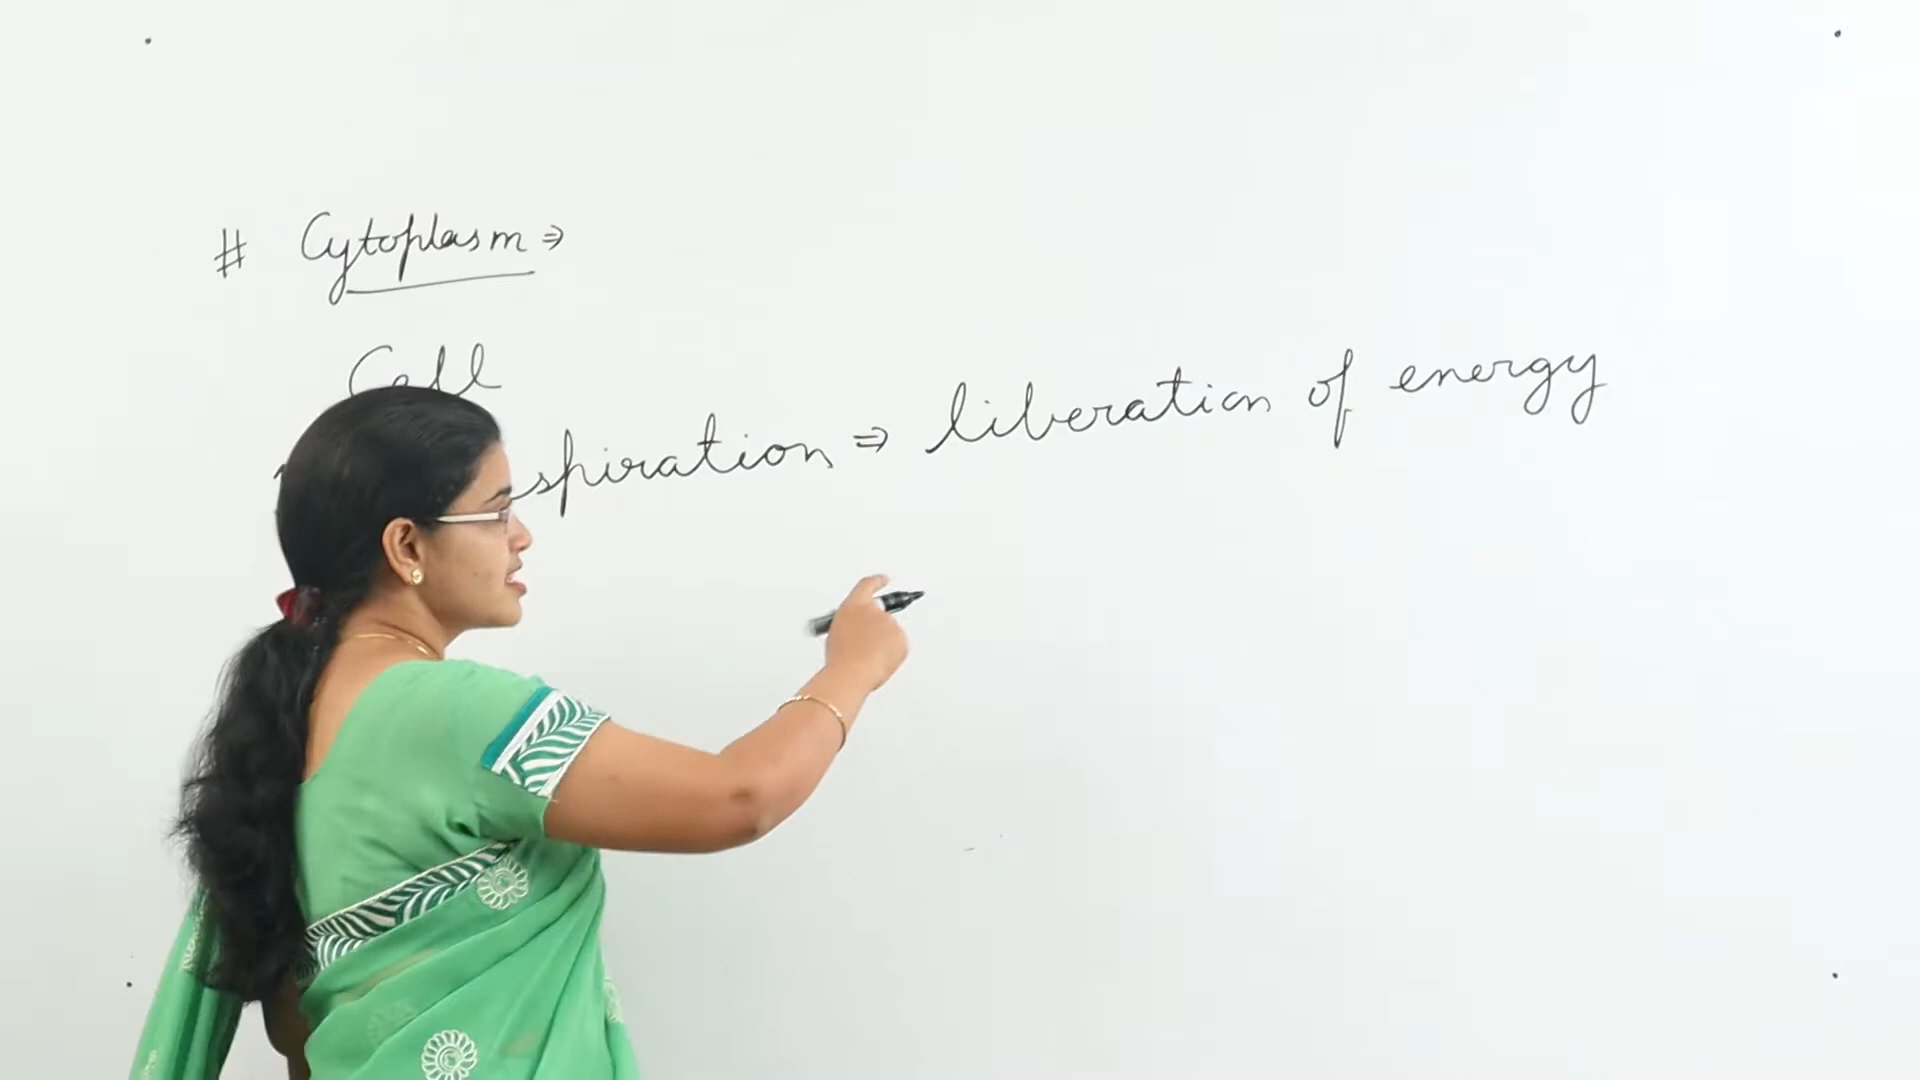 # Cytoplasm ⇒
Cell
spiration ⇒ liberation of energy